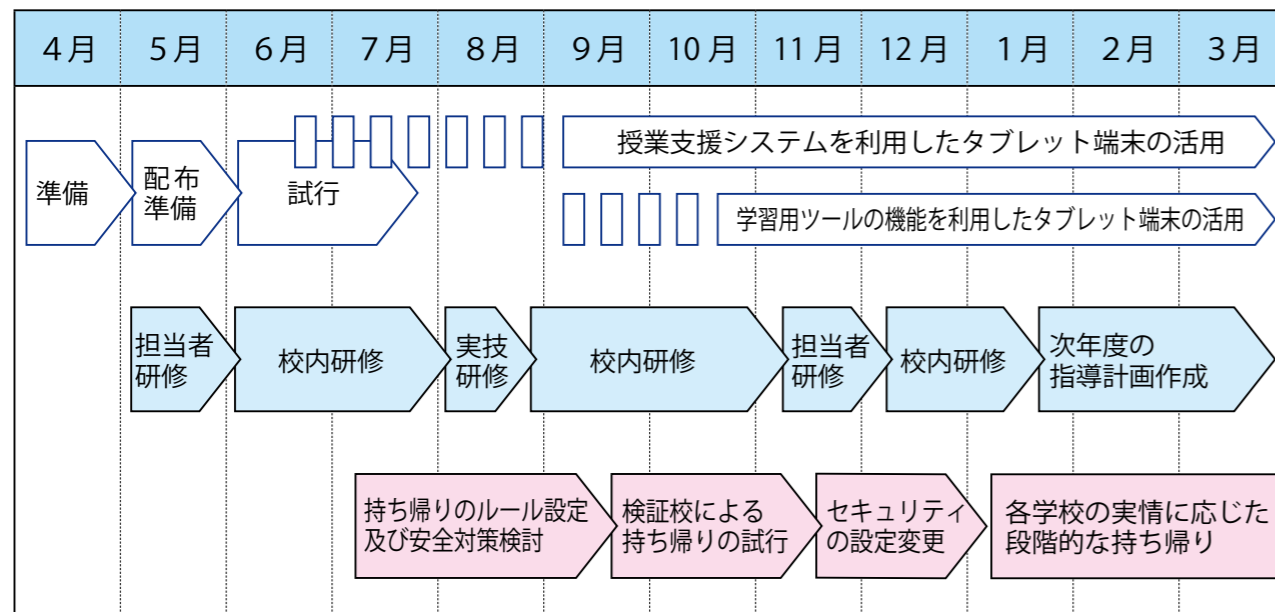 4月 5月 6月 7月 8月 9月 10月 11月 12月 1月 2月 3月
準備
配布
準備
試行
授業支援システムを利用したタブレット端末の活用
学習用ツールの機能を利用したタブレット端末の活用
担当者
研修
校内研修
実技
研修
校内研修
担当者
研修
校内研修
次年度の
指導計画作成
持ち帰りのルール設定
及び安全対策検討
検証校による
持ち帰りの試行
セキュリティ
の設定変更
各学校の実情に応じた
段階的な持ち帰り